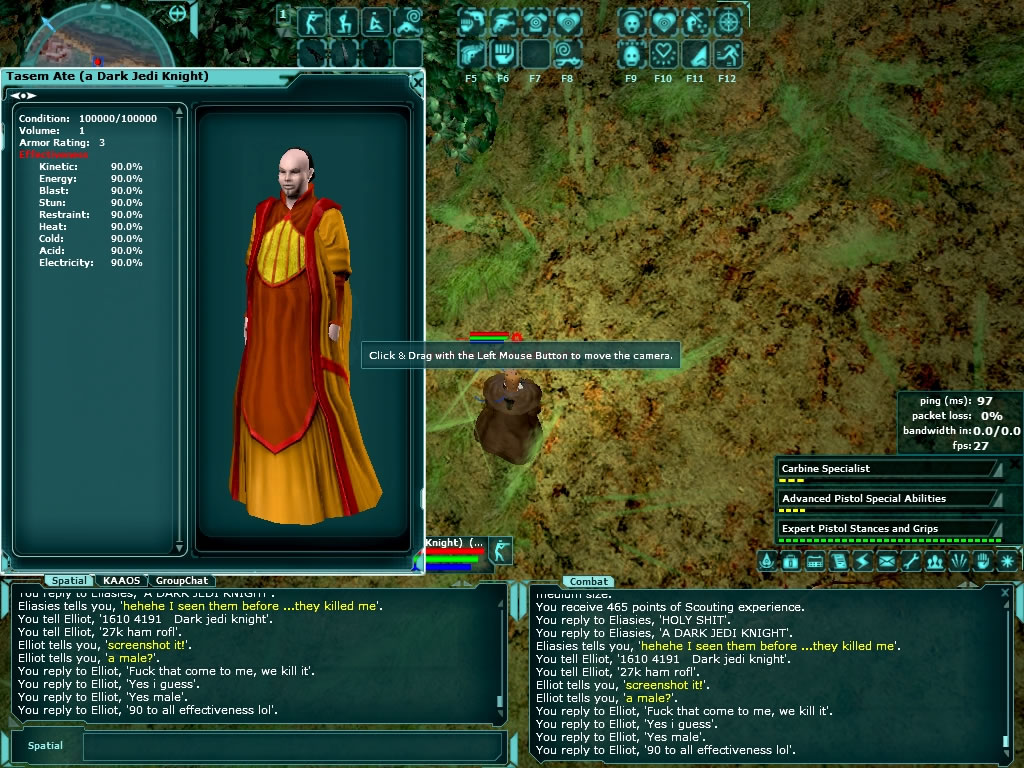 1
F5 F6 F7 F8 F9 F10 F11 F12
Tasem Ate (a Dark Jedi Knight)
Condition: 100000/100000
Volume: 1
Armor Rating: 3
Effectiveness
Kinetic: 90.0%
Energy: 90.0%
Blast: 90.0%
Stun: 90.0%
Restraint: 90.0%
Heat: 90.0%
Cold: 90.0%
Acid: 90.0%
Electricity: 90.0%
Click & Drag with the Left Mouse Button to move the camera.
ping (ms): 97
packet loss: 0%
bandwidth in: 0.0/0.0
fps: 27
Carbine Specialist
Advanced Pistol Special Abilities
Expert Pistol Stances and Grips
Knight) (...
Spatial KAAOS GroupChat
You reply to Eliasies, 'A DARK JEDI KNIGHT'.
Eliasies tells you, 'hehehe I seen them before ...they killed me'.
You tell Elliot, '1610 4191 Dark jedi knight'.
You tell Elliot, '27k ham rofl'.
Elliot tells you, 'screenshot it!'.
Elliot tells you, 'a male?'.
You reply to Elliot, 'Fuck that come to me, we kill it'.
You reply to Elliot, 'Yes i guess'.
You reply to Elliot, 'Yes male'.
You reply to Elliot, '90 to all effectiveness lol'.
Spatial
Combat
medium size.
You receive 465 points of Scouting experience.
You reply to Eliasies, 'HOLY SHIT'.
You reply to Eliasies, 'A DARK JEDI KNIGHT'.
Eliasies tells you, 'hehehe I seen them before ...they killed me'.
You tell Elliot, '1610 4191 Dark jedi knight'.
You tell Elliot, '27k ham rofl'.
Elliot tells you, 'screenshot it!'.
Elliot tells you, 'a male?'.
You reply to Elliot, 'Fuck that come to me, we kill it'.
You reply to Elliot, 'Yes i guess'.
You reply to Elliot, 'Yes male'.
You reply to Elliot, '90 to all effectiveness lol'.